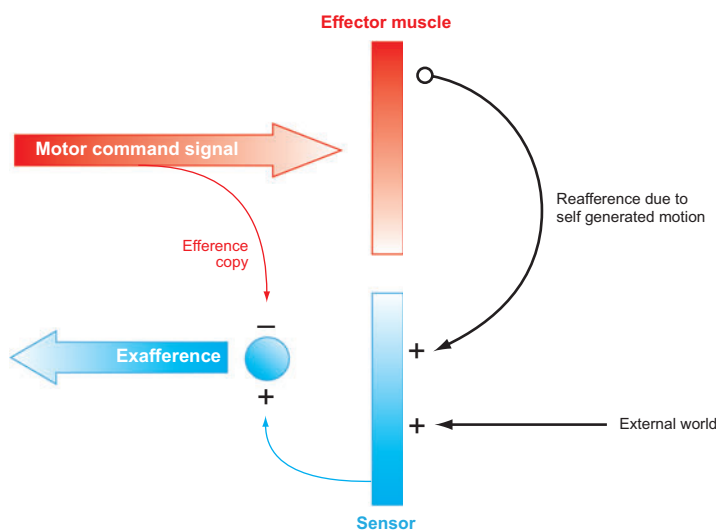 Effector muscle
Motor command signal
Reafference due to
self generated motion
Efference
copy
−
Exafference
+
+
+
External world
Sensor